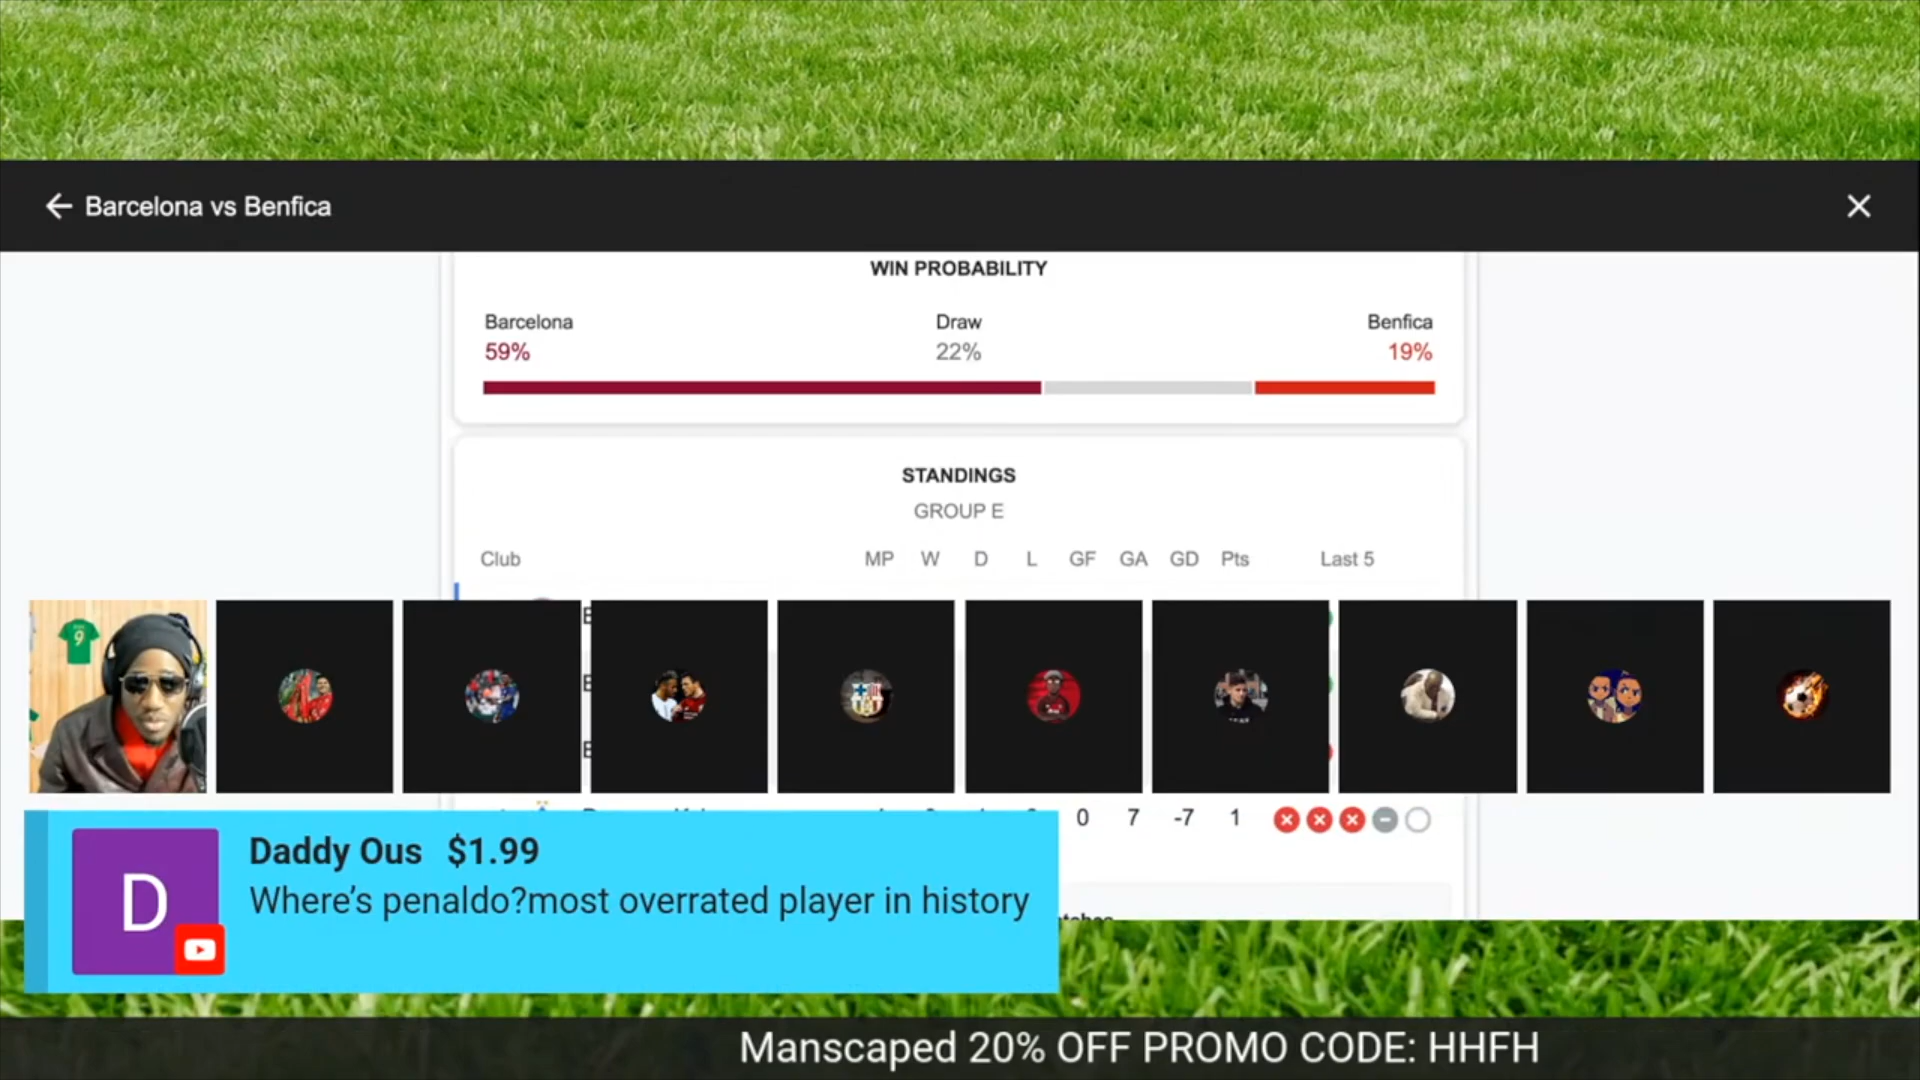 Barcelona vs Benfica
WIN PROBABILITY
Barcelona Draw Benfica
59% 22% 19%
STANDINGS
GROUP E
Club MP W D L GF GA GD Pts Last 5
9
0 7 -7 1
D
Daddy Ous $1.99
Where's penaldo?most overrated player in history
Manscaped 20% OFF PROMO CODE: HHFH